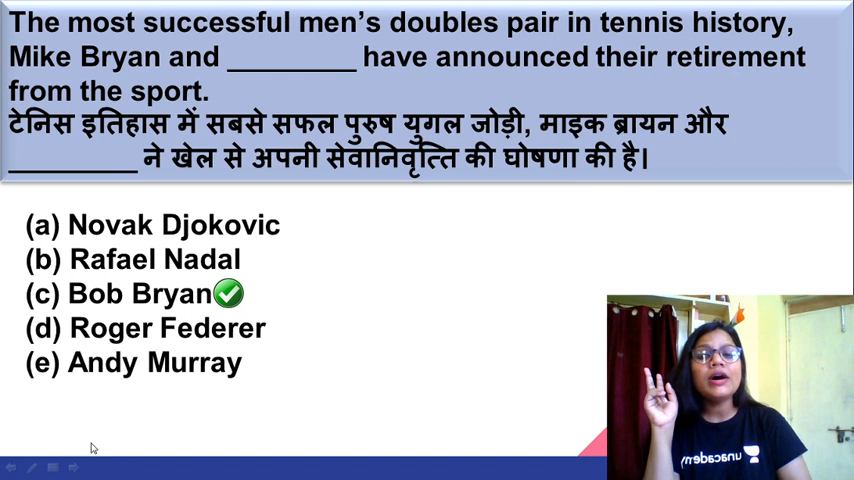 The most successful men’s doubles pair in tennis history,
Mike Bryan and ________ have announced their retirement
from the sport.
टेनिस इतिहास में सबसे सफल पुरुष युगल जोड़ी, माइक ब्रायन और
________ ने खेल से अपनी सेवानिवृत्ति की घोषणा की है।
(a) Novak Djokovic
(b) Rafael Nadal
(c) Bob Bryan
(d) Roger Federer
(e) Andy Murray
unacademy